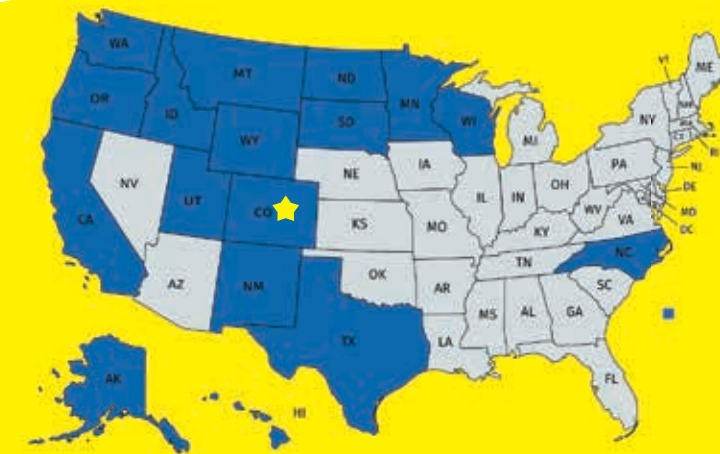 WA
MT
ND
MN
OR
ID
SD
WI
WY
NV
UT
CO
CA
AZ
NM
NE
IA
KS
MO
OK
AR
TX
LA
IL
IN
MI
OH
KY
TN
MS
AL
GA
SC
NC
FL
WV
VA
PA
NY
VT
ME
RI
NJ
DE
MD
DC
AK
HI